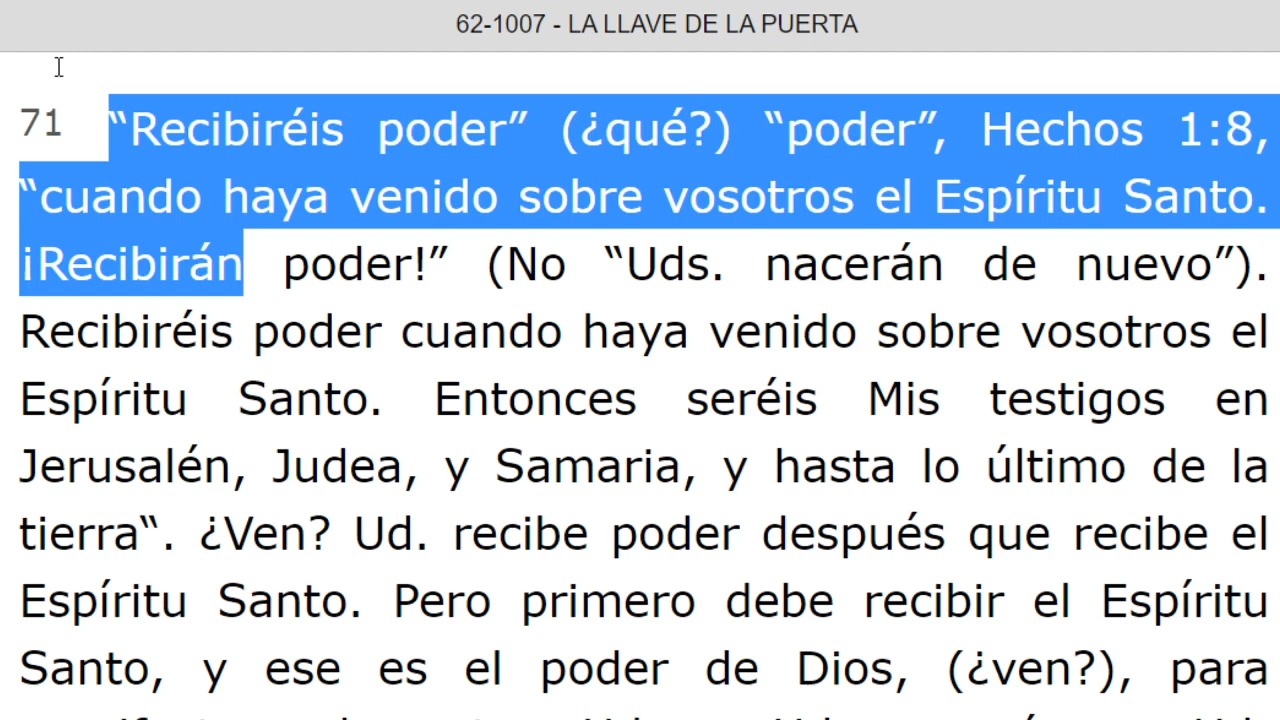 62-1007 - LA LLAVE DE LA PUERTA
71 “Recibiréis poder” (¿qué?) “poder”, Hechos 1:8,
“cuando haya venido sobre vosotros el Espíritu Santo.
¡Recibirán poder!” (No “Uds. nacerán de nuevo”).
Recibiréis poder cuando haya venido sobre vosotros el
Espíritu Santo. Entonces seréis Mis testigos en
Jerusalén, Judea, y Samaria, y hasta lo último de la
tierra“. ¿Ven? Ud. recibe poder después que recibe el
Espíritu Santo. Pero primero debe recibir el Espíritu
Santo, y ese es el poder de Dios, (¿ven?), para